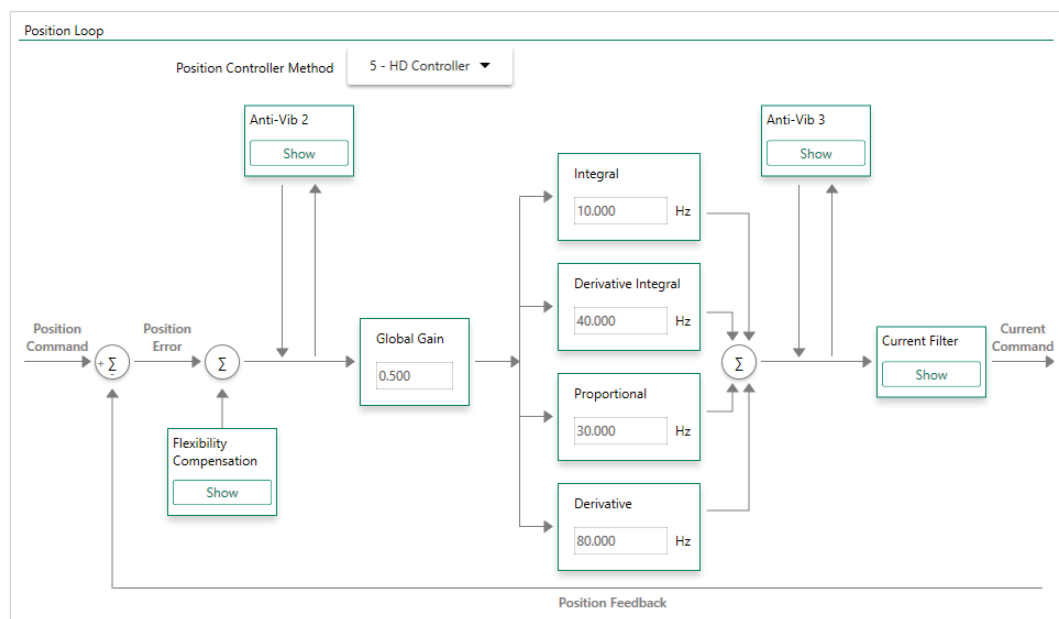 Position Loop
Position Controller Method
5 - HD Controller
Anti-Vib 2
Show
Anti-Vib 3
Show
Integral
10.000 Hz
Derivative Integral
40.000 Hz
Position
Command
+
Σ
-
Position
Error
Σ
Global Gain
0.500
Σ
Current Filter
Show
Current
Command
Proportional
30.000 Hz
Flexibility
Compensation
Show
Derivative
80.000 Hz
Position Feedback